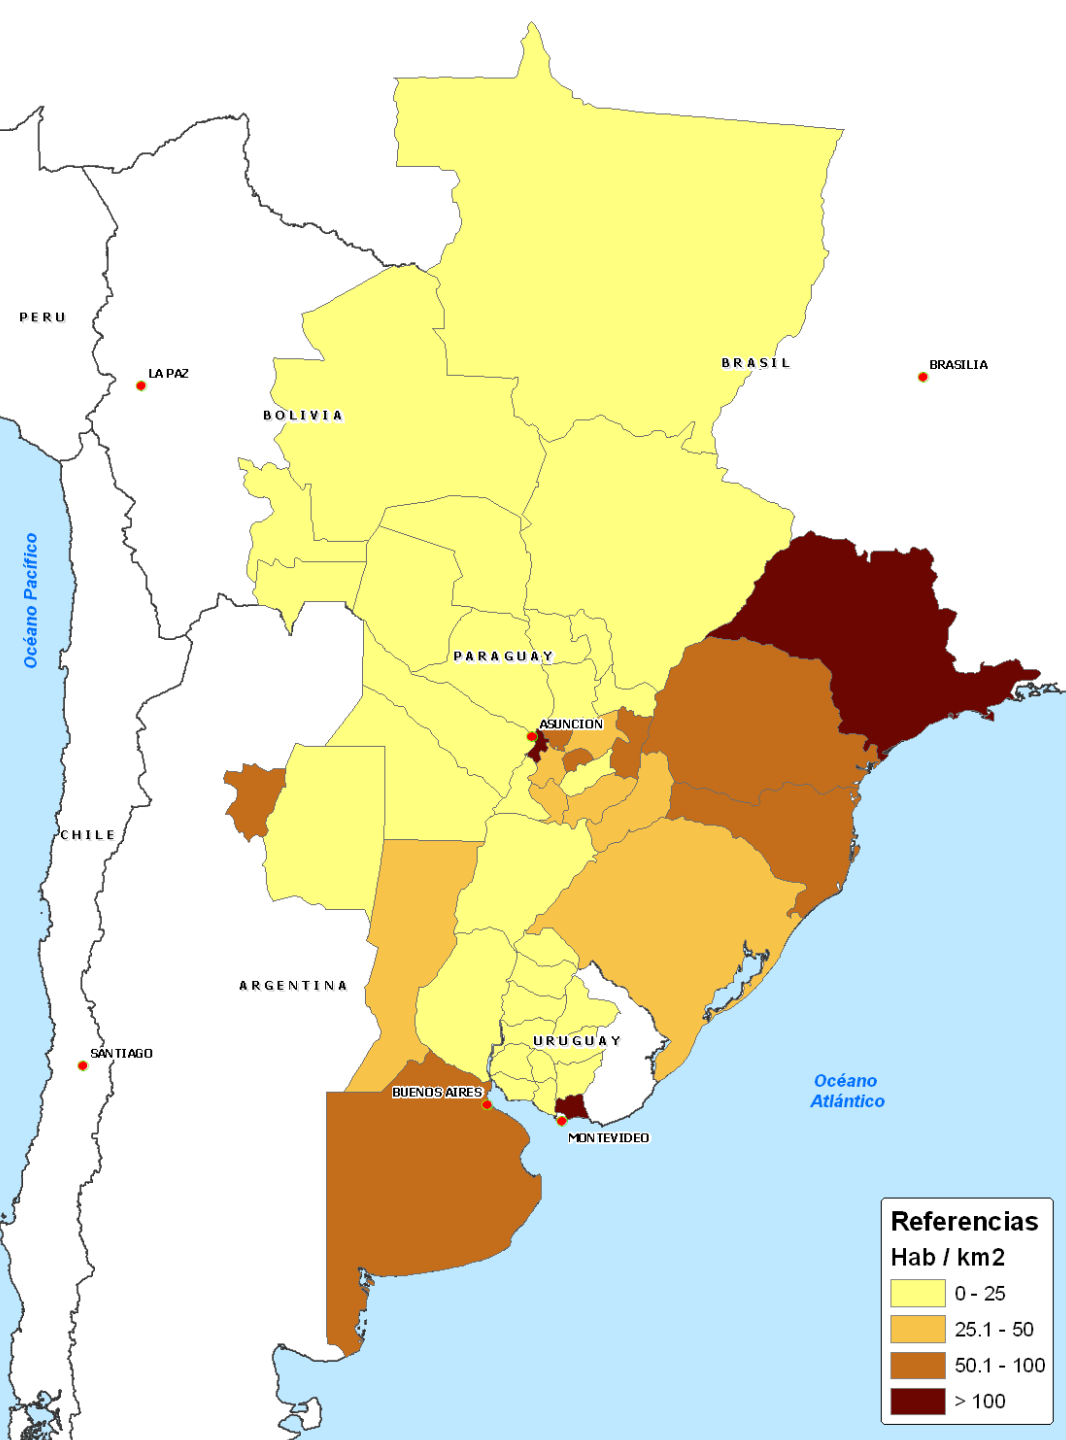 PERU
LA PAZ
BRASIL
BRASILIA
BOLIVIA
Océano Pacífico
PARAGUAY
ASUNCION
CHILE
ARGENTINA
URUGUAY
SANTIAGO
BUENOS AIRES
Océano
Atlántico
MONTEVIDEO
Referencias
Hab / km2
0 - 25
25.1 - 50
50.1 - 100
> 100